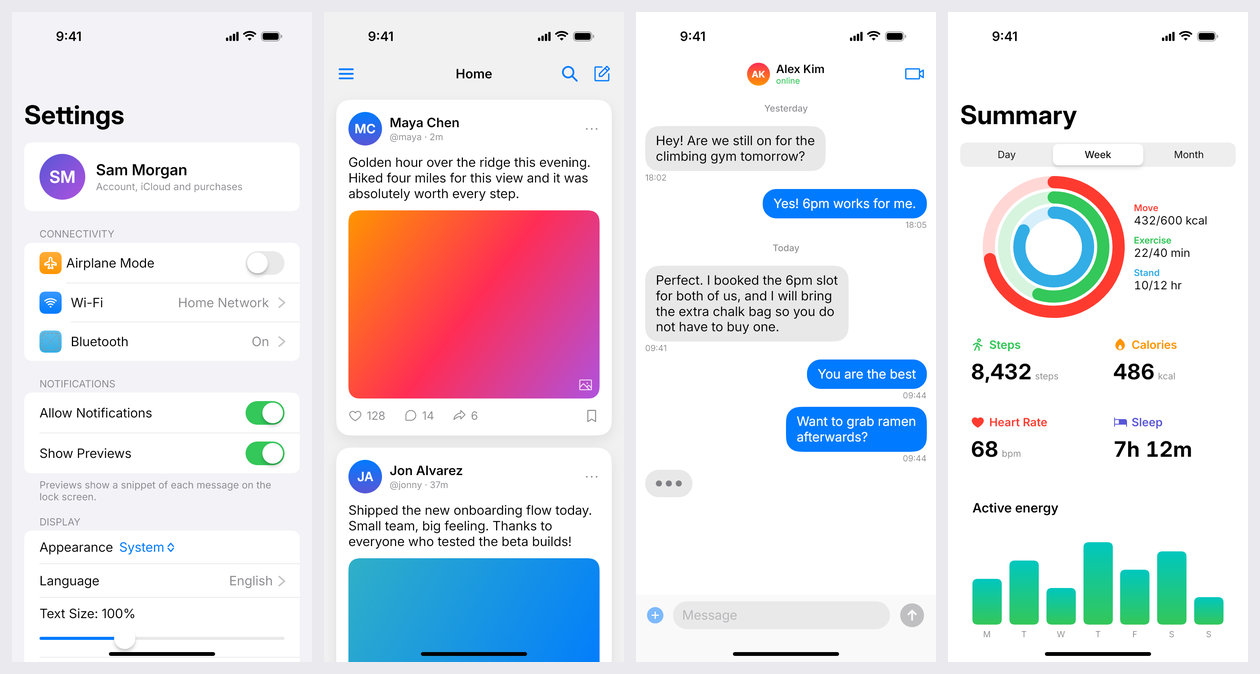 9:41
Settings
SM
Sam Morgan
Account, iCloud and purchases
CONNECTIVITY
Airplane Mode
Wi-Fi Home Network
Bluetooth On
NOTIFICATIONS
Allow Notifications
Show Previews
Previews show a snippet of each message on the
lock screen.
DISPLAY
Appearance System
Language English
Text Size: 100%
9:41
Home
MC
Maya Chen
@maya · 2m
Golden hour over the ridge this evening.
Hiked four miles for this view and it was
absolutely worth every step.
128 14 6
JA
Jon Alvarez
@jonny · 37m
Shipped the new onboarding flow today.
Small team, big feeling. Thanks to
everyone who tested the beta builds!
9:41
AK
Alex Kim
online
Yesterday
Hey! Are we still on for the
climbing gym tomorrow?
18:02
Yes! 6pm works for me.
18:05
Today
Perfect. I booked the 6pm slot
for both of us, and I will bring
the extra chalk bag so you do
not have to buy one.
09:41
You are the best
09:44
Want to grab ramen
afterwards?
09:44
Message
9:41
Summary
Day Week Month
Move
432/600 kcal
Exercise
22/40 min
Stand
10/12 hr
Steps Calories
8,432 steps 486 kcal
Heart Rate Sleep
68 bpm 7h 12m
Active energy
M T W T F S S